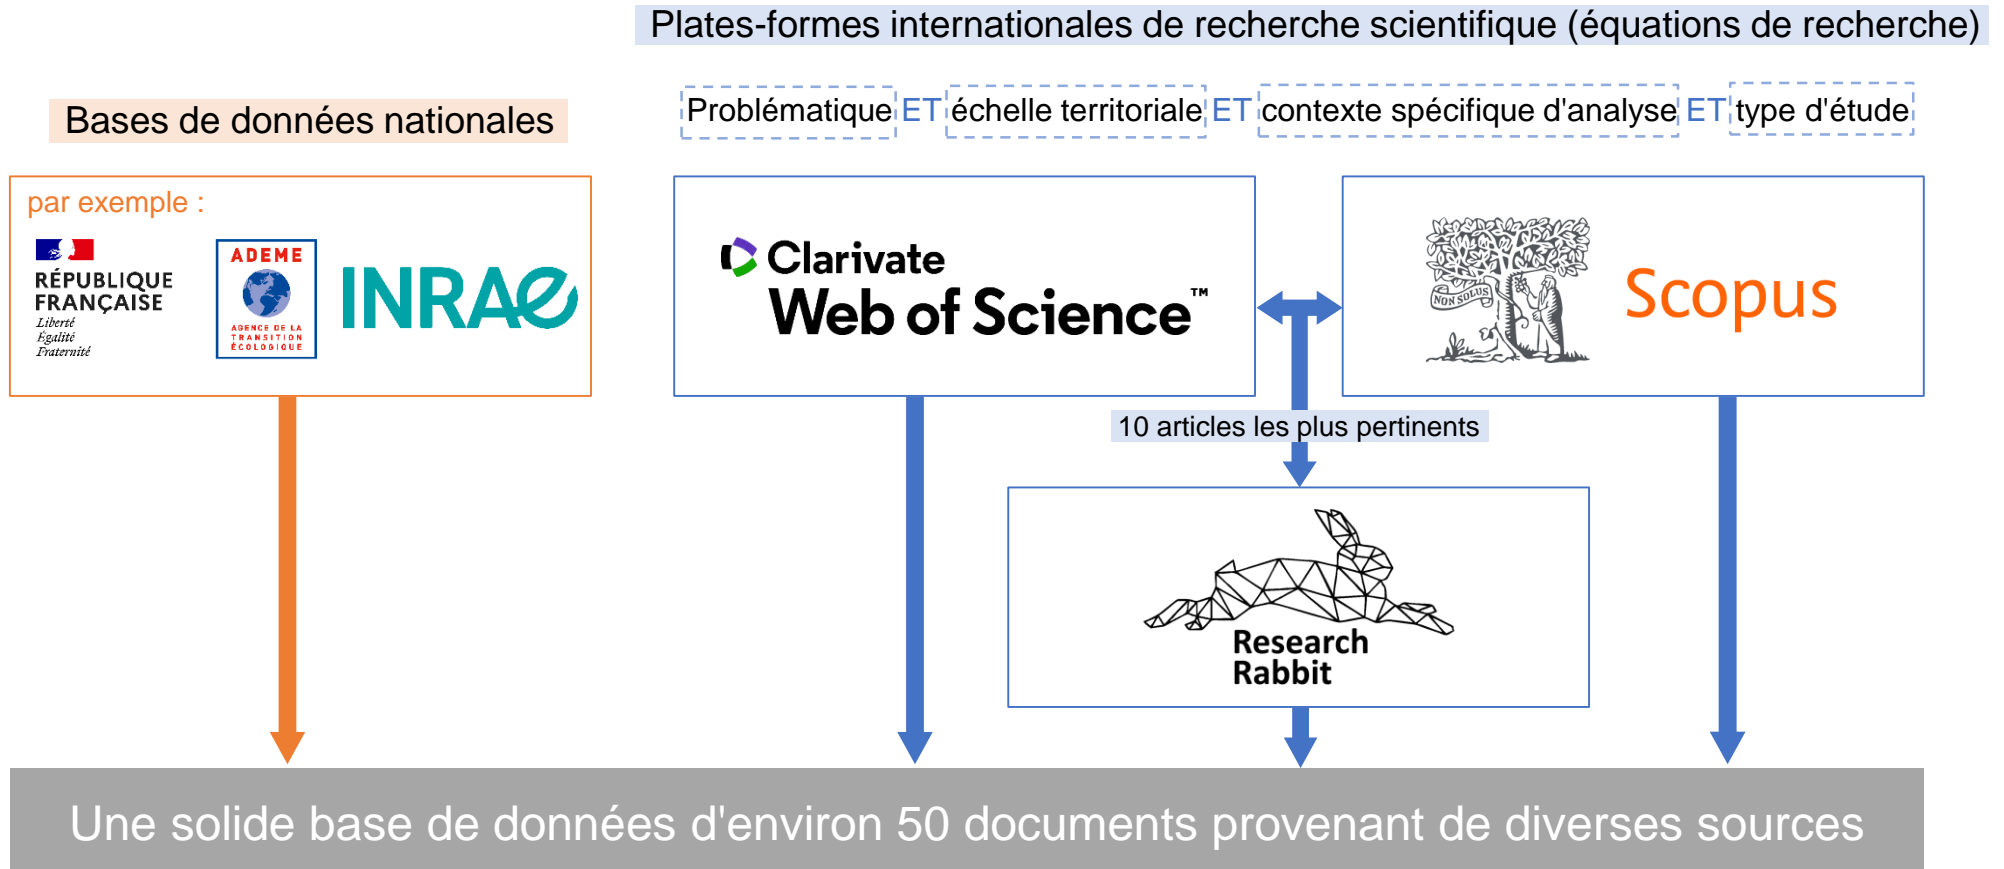 Plates-formes internationales de recherche scientifique (équations de recherche)
Bases de données nationales
Problématique ET échelle territoriale ET contexte spécifique d'analyse ET type d'étude
par exemple :
RÉPUBLIQUE
FRANÇAISE
Liberté
Égalité
Fraternité
ADEME
AGENCE DE LA
TRANSITION
ÉCOLOGIQUE
INRAE
Clarivate
Web of Science™
NON SOLUS
Scopus
10 articles les plus pertinents
Research
Rabbit
Une solide base de données d'environ 50 documents provenant de diverses sources